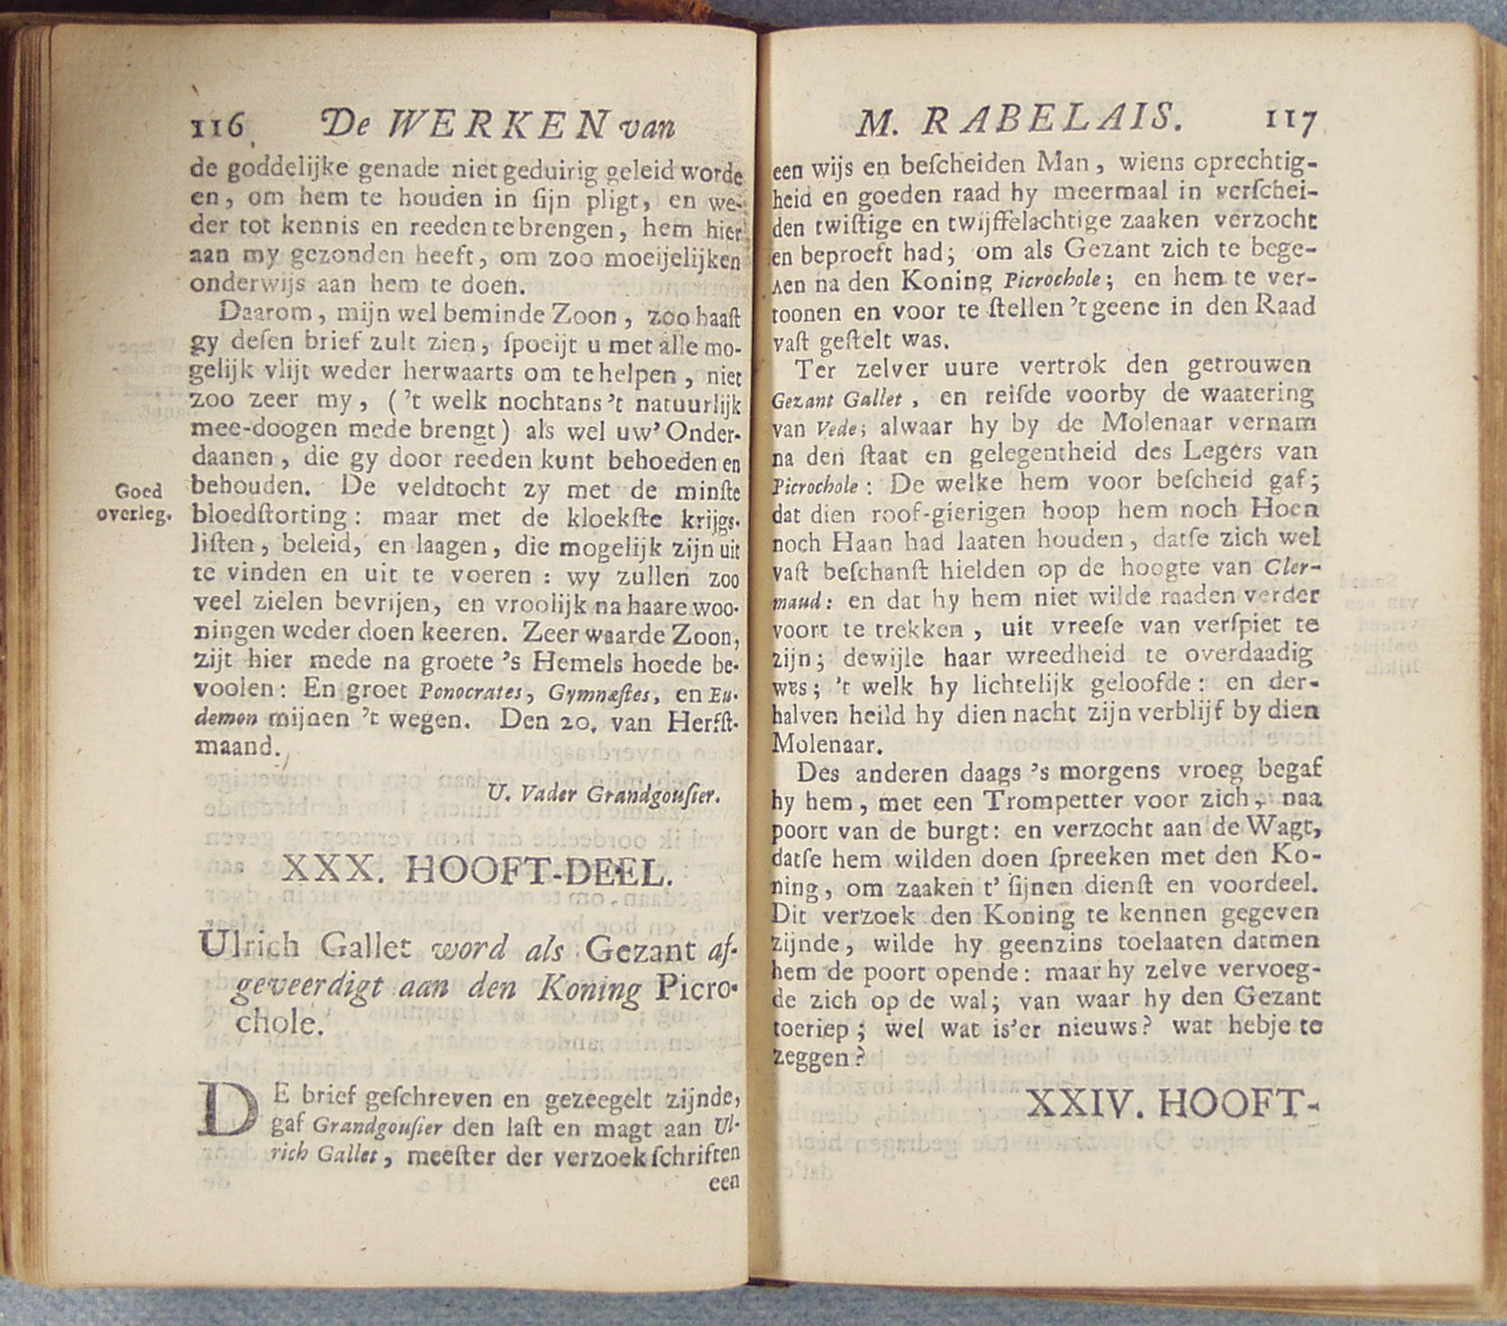 116 De WERKEN van
de goddelijke genade niet geduirig geleid worde
en, om hem te houden in ſijn pligt, en we-
der tot kennis en reeden te brengen, hem hier
aan my gezonden heeft, om zoo moeijelijken
onderwijs aan hem te doen.
Daarom, mijn wel beminde Zoon, zoo haaſt
gy deſen brief zult zien, ſpoeijt u met alle mo-
gelijk vlijt weder herwaarts om te helpen, niet
zoo zeer my, ('t welk nochtans 't natuurlijk
mee-doogen mede brengt) als wel uw' Onder-
daanen, die gy door reeden kunt behoeden en
Goed
overleg.
behouden. De veldtocht zy met de minſte
bloedſtorting: maar met de kloekſte krijgs-
liſten, beleid, en laagen, die mogelijk zijn uit
te vinden en uit te voeren: wy zullen zoo
veel zielen bevrijen, en vroolijk na haare woo-
ningen weder doen keeren. Zeer waarde Zoon,
zijt hier mede na groete 's Hemels hoede be-
voolen: En groet Ponocrates, Gymnæſtes, en Eu-
demon mijnen 't wegen. Den 20. van Herfſt-
maand.
U. Vader Grandgouſier.
XXX. HOOFT-DEEL.
Ulrich Gallet word als Gezant af-
geveerdigt aan den Koning Picro-
chole.
DE brief geſchreven en gezeegelt zijnde,
gaf Grandgouſier den laſt en magt aan Ul-
rich Gallet, meeſter der verzoekſchriften
een
M. RABELAIS. 117
een wijs en beſcheiden Man, wiens oprechtig-
heid en goeden raad hy meermaal in verſchei-
den twiſtige en twijffelachtige zaaken verzocht
en beproeft had; om als Gezant zich te bege-
ven na den Koning Picrochole; en hem te ver-
toonen en voor te ſtellen 't geene in den Raad
vaſt geſtelt was.
Ter zelver uure vertrok den getrouwen
Gezant Gallet, en reiſde voorby de waatering
van Vede; alwaar hy by de Molenaar vernam
na den ſtaat en gelegentheid des Legers van
Picrochole: De welke hem voor beſcheid gaf;
dat dien roof-gierigen hoop hem noch Hoen
noch Haan had laaten houden, datſe zich wel
vaſt beſchanſt hielden op de hoogte van Cler-
maud: en dat hy hem niet wilde raaden verder
voort te trekken, uit vreeſe van verſpiet te
zijn; dewijle haar wreedheid te overdaadig
was; 't welk hy lichtelijk geloofde: en der-
halven heild hy dien nacht zijn verblijf by dien
Molenaar.
Des anderen daags 's morgens vroeg begaf
hy hem, met een Trompetter voor zich, naa
poort van de burgt: en verzocht aan de Wagt,
datſe hem wilden doen ſpreeken met den Ko-
ning, om zaaken t' ſijnen dienſt en voordeel.
Dit verzoek den Koning te kennen gegeven
zijnde, wilde hy geenzins toelaaten datmen
hem de poort opende: maar hy zelve vervoeg-
de zich op de wal; van waar hy den Gezant
toeriep; wel wat is'er nieuws? wat hebje te
zeggen?
XXIV. HOOFT-